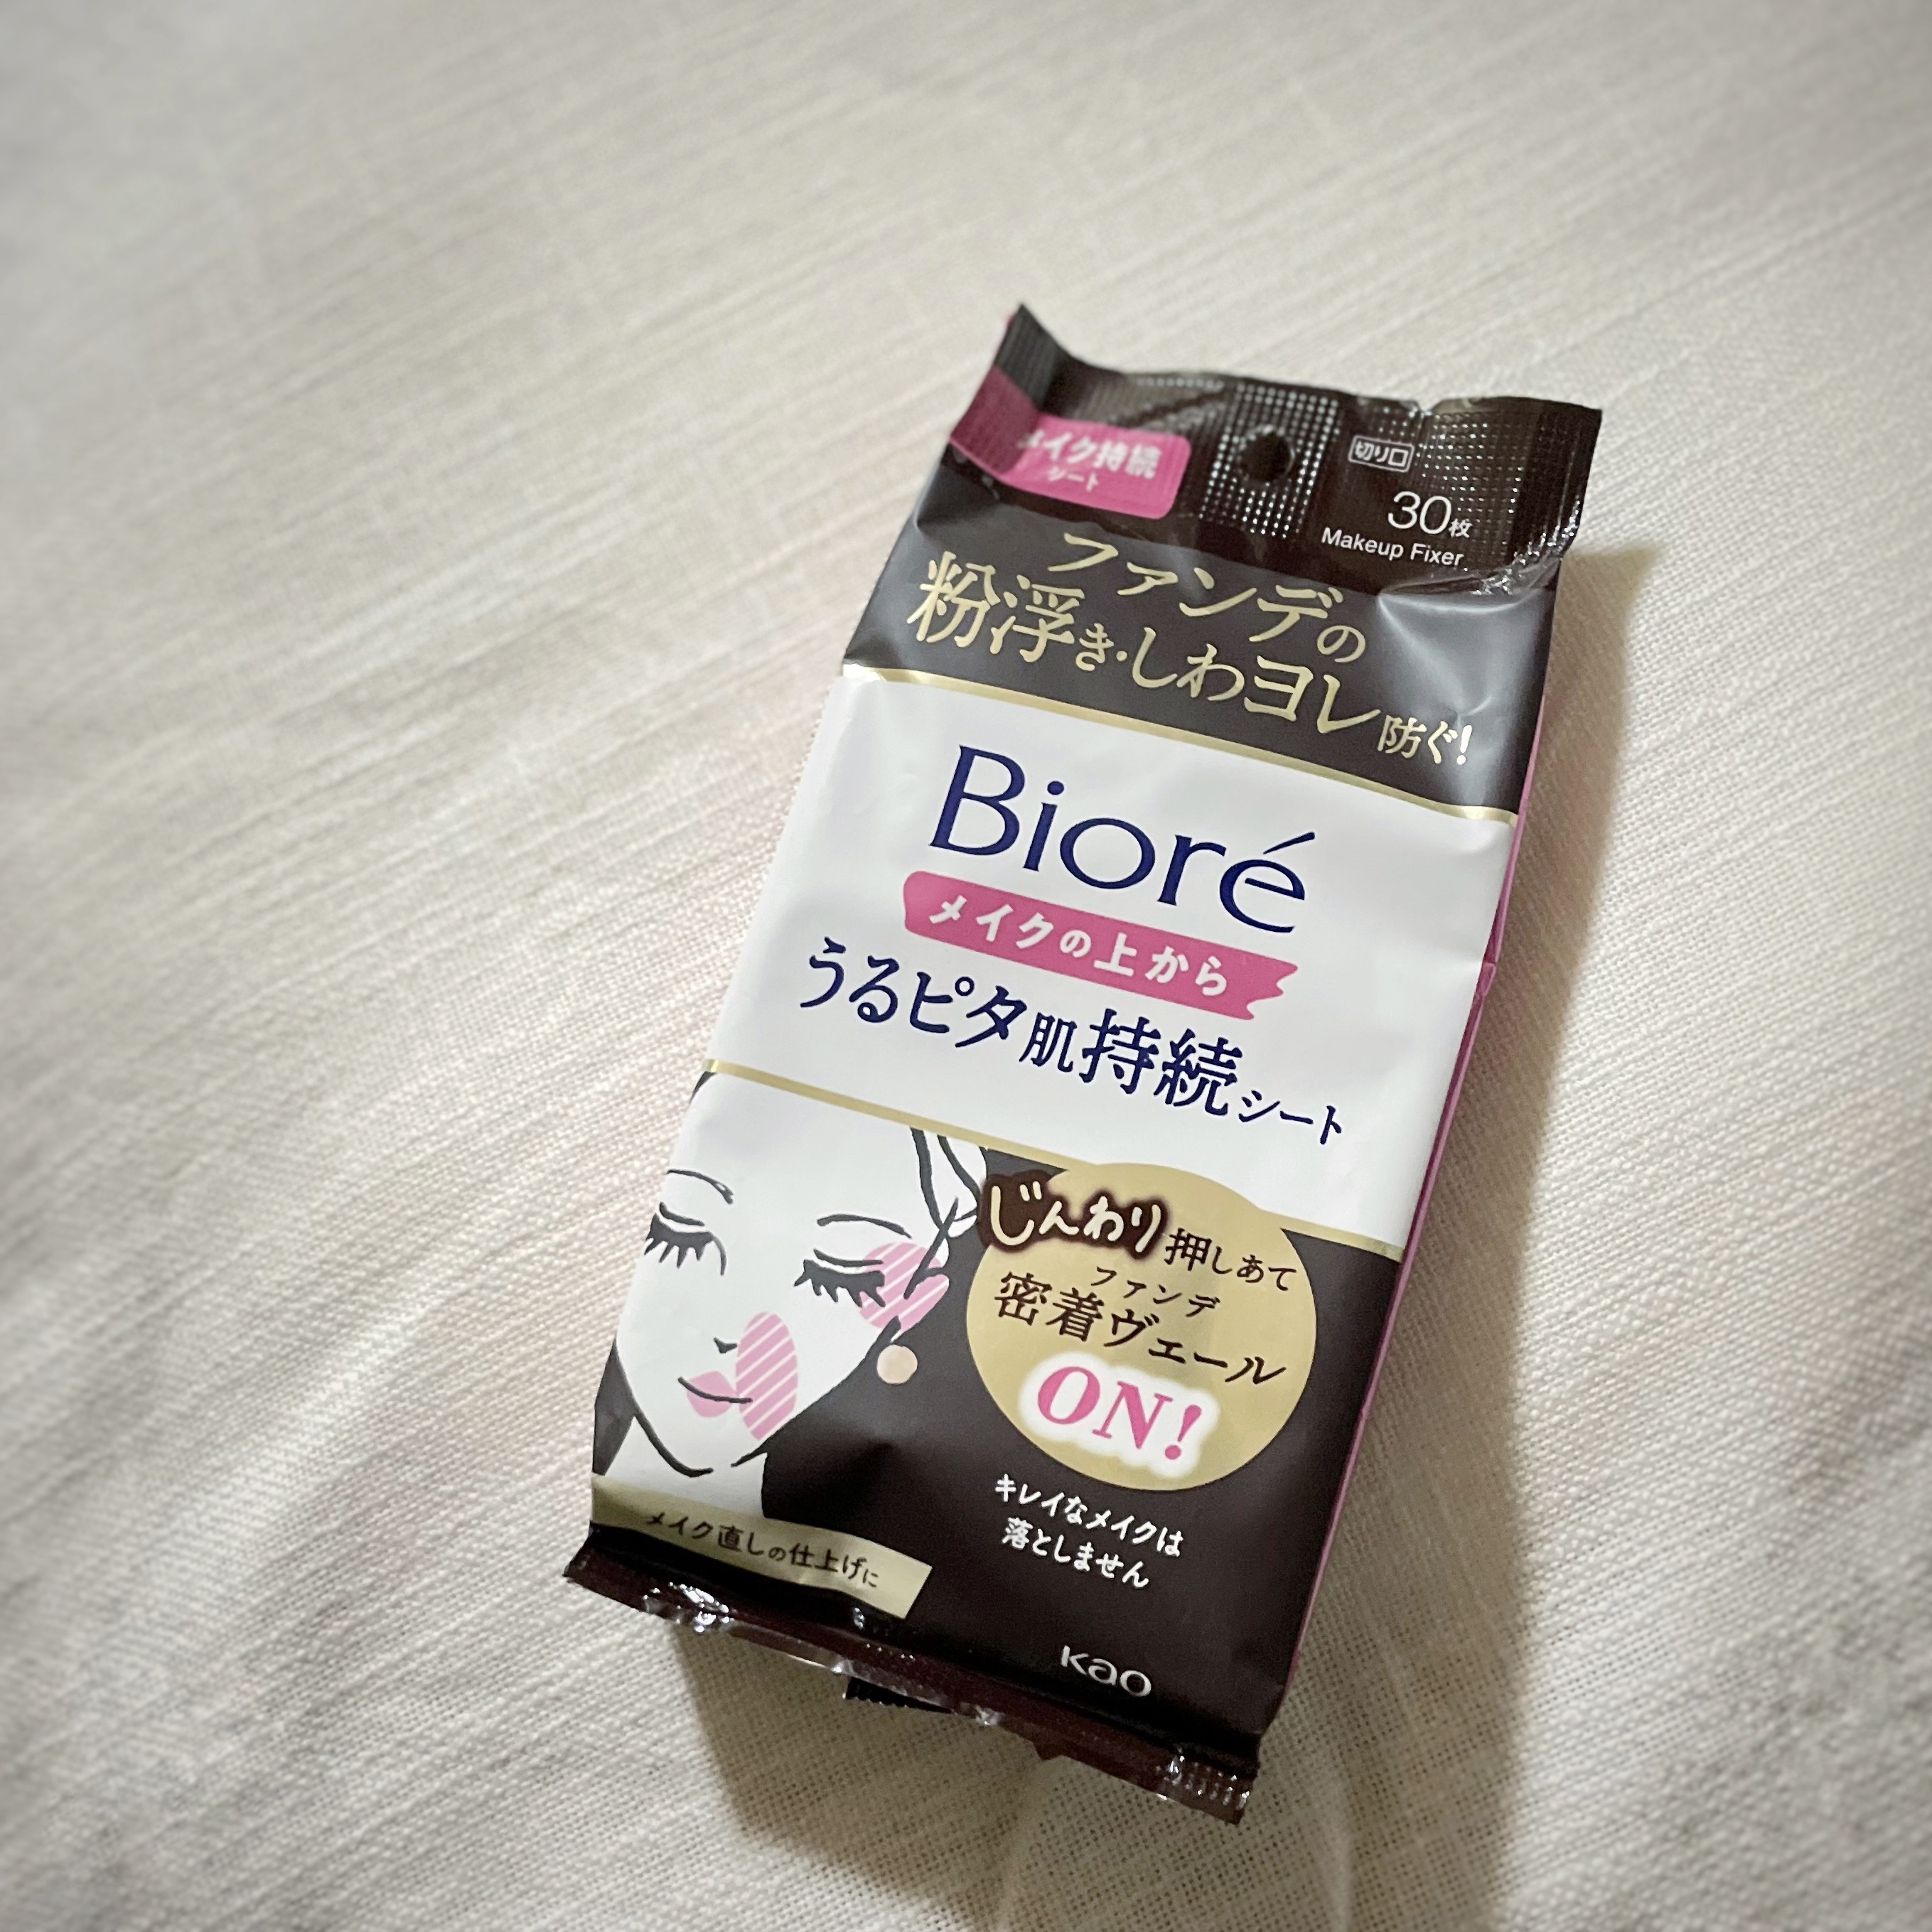 メイク持続
シート
切り口
30枚
Makeup Fixer
ファンデの
粉浮き・しわヨレ防ぐ!
Bioré
メイクの上から
うるピタ肌持続シート
じんわり押しあて
ファンデ
密着ヴェール
ON!
キレイなメイクは
落としません
メイク直しの仕上げに
Kao